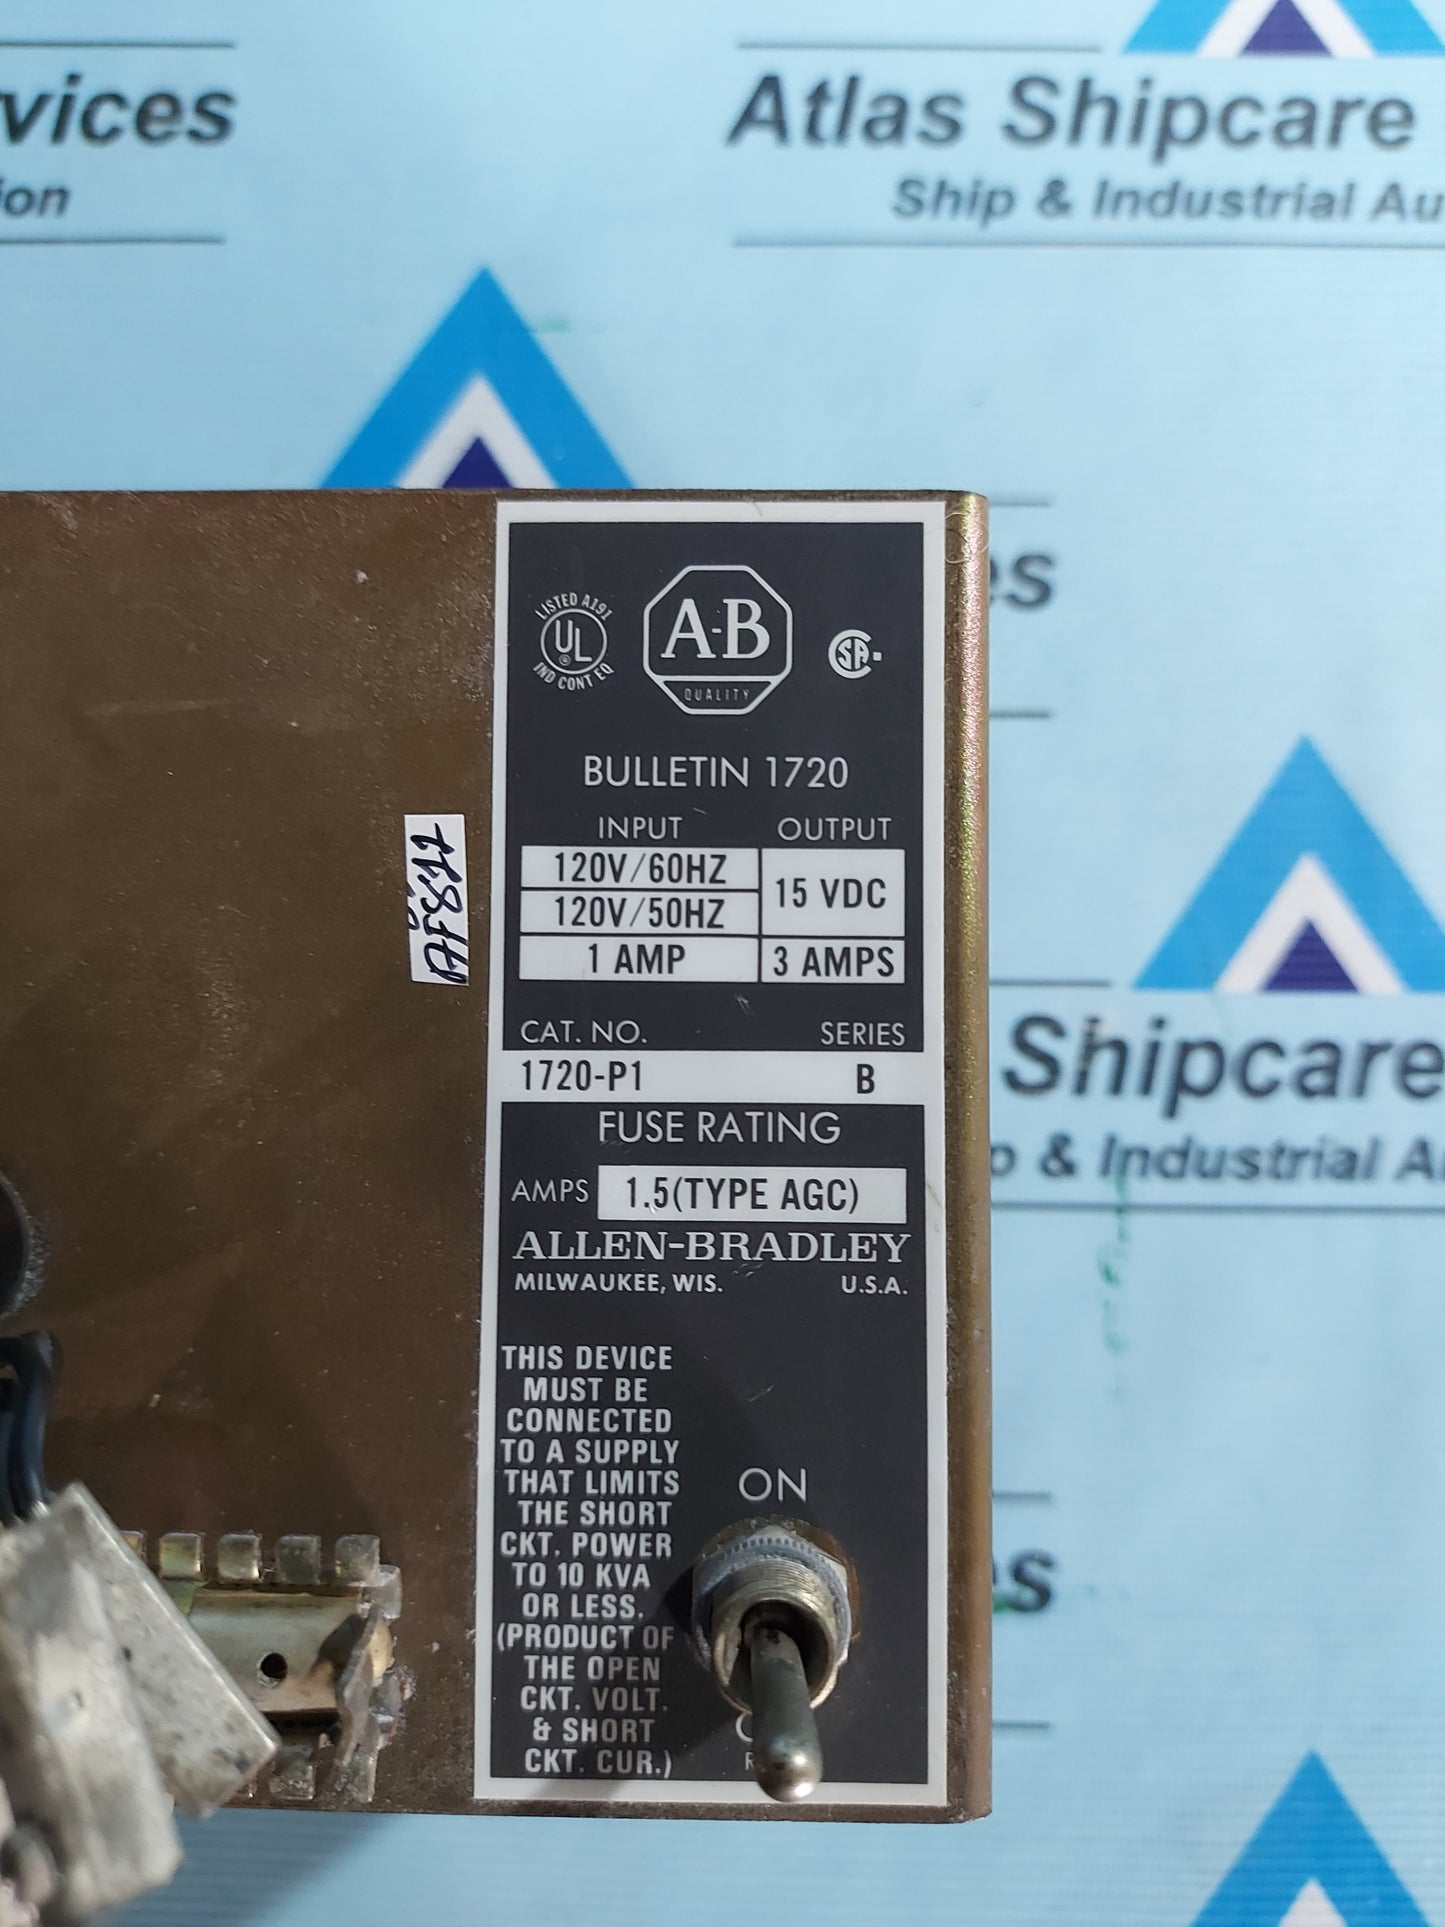 vices
ion
Atlas Shipcare
Ship & Industrial Au
es
Shipcare
& Industrial A
es
LISTED A191
UL
®
IND CONT EQ
A-B
QUALITY
SA
BULLETIN 1720
INPUT OUTPUT
120V/60HZ 15 VDC
120V/50HZ
1 AMP 3 AMPS
CAT. NO. SERIES
1720-P1 B
FUSE RATING
AMPS 1.5(TYPE AGC)
ALLEN-BRADLEY
MILWAUKEE, WIS. U.S.A.
THIS DEVICE
MUST BE
CONNECTED
TO A SUPPLY
THAT LIMITS
THE SHORT
CKT. POWER
TO 10 KVA
OR LESS.
(PRODUCT OF
THE OPEN
CKT. VOLT.
& SHORT
CKT. CUR.)
ON